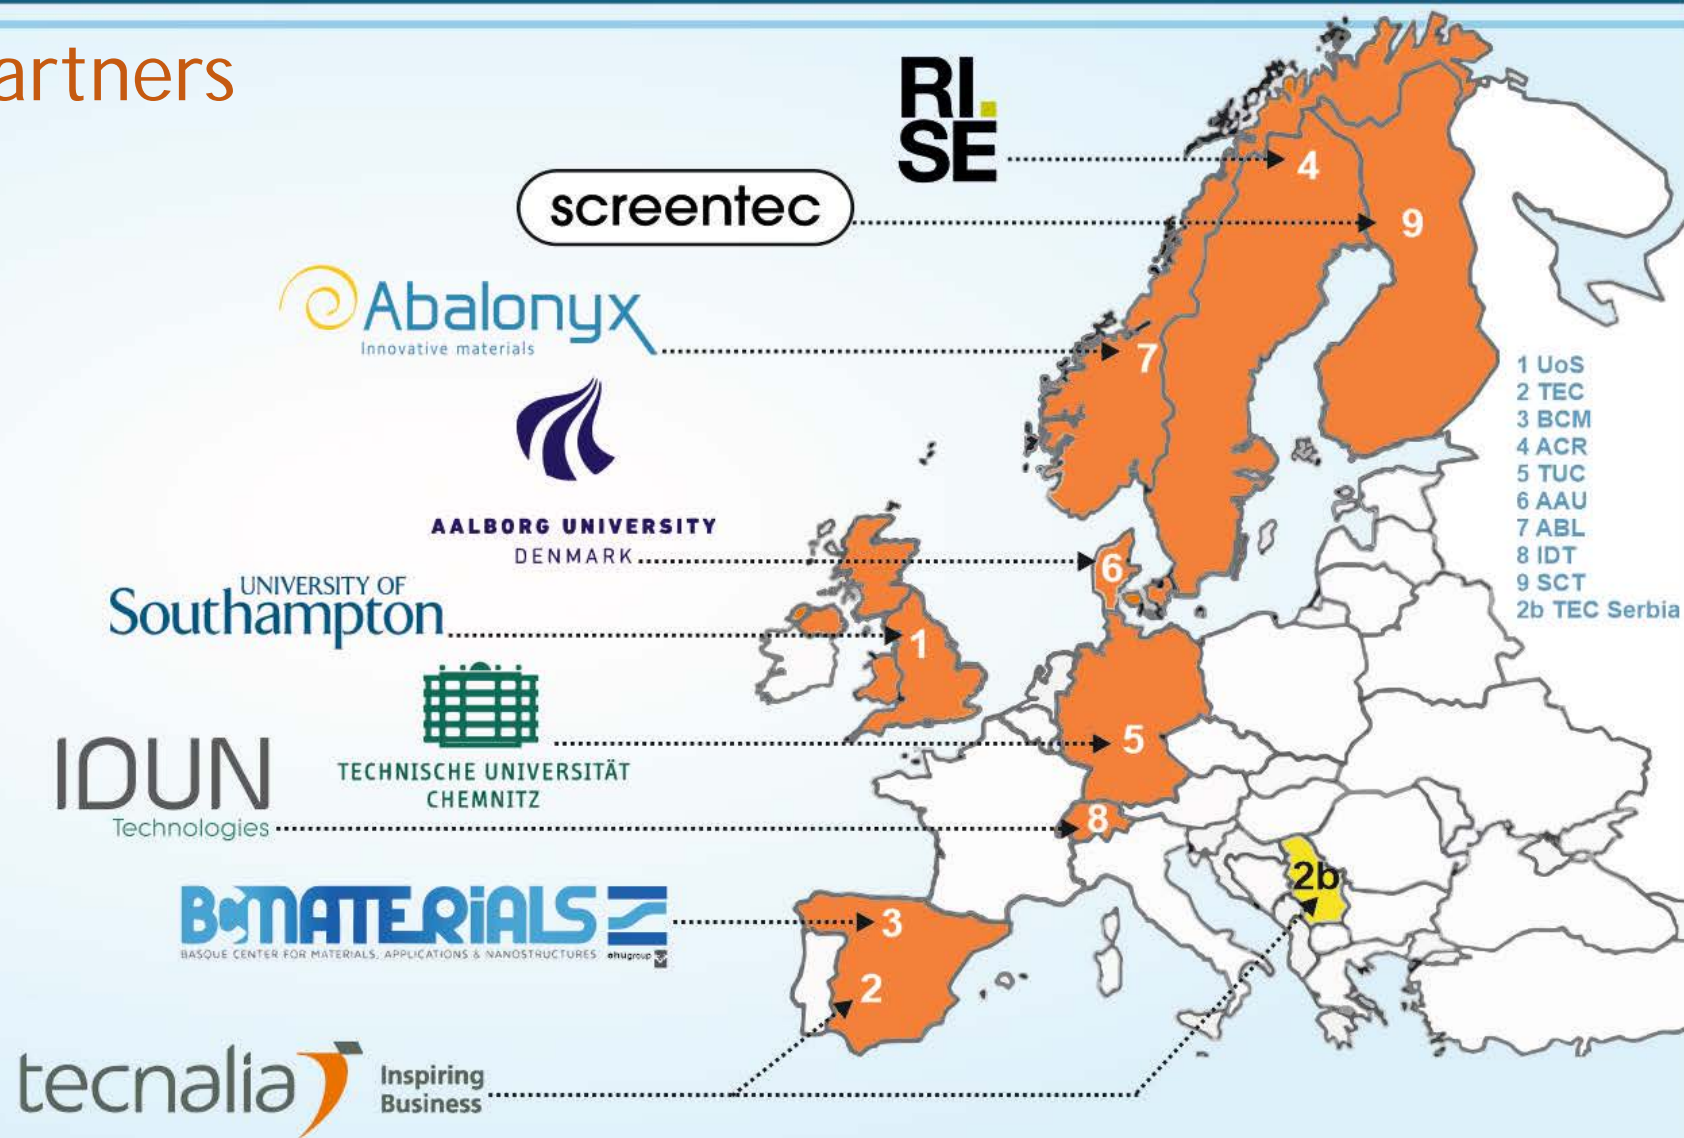 artners
RI.
SE
screentec
Abalonyx
Innovative materials
AALBORG UNIVERSITY
DENMARK
UNIVERSITY OF
Southampton
TECHNISCHE UNIVERSITÄT
CHEMNITZ
IDUN
Technologies
BCMATERIALS
BASQUE CENTER FOR MATERIALS, APPLICATIONS & NANOSTRUCTURES
ehugroup
tecnalia
Inspiring
Business
4
9
7
6
1
5
8
2b
3
2
1 UoS
2 TEC
3 BCM
4 ACR
5 TUC
6 AAU
7 ABL
8 IDT
9 SCT
2b TEC Serbia